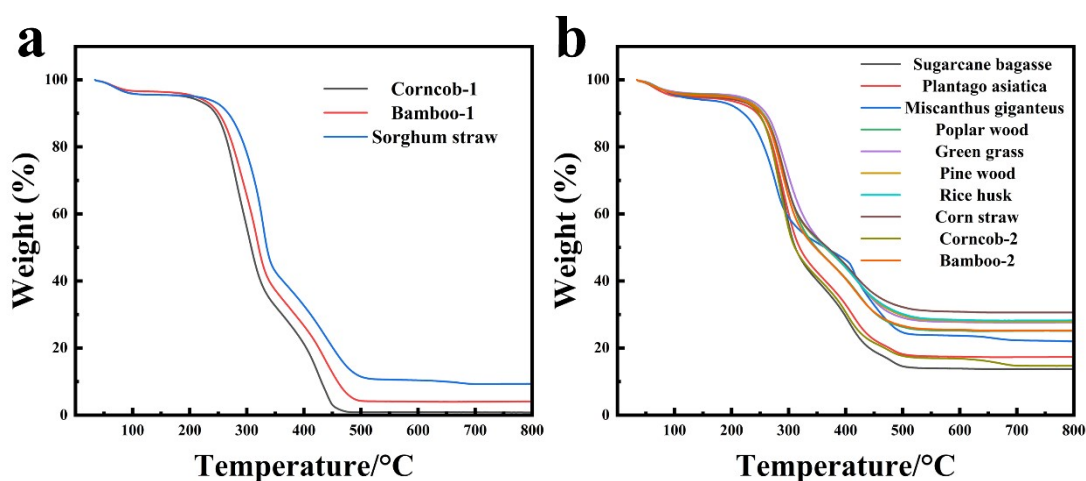 a
Weight (%)
100
80
60
40
20
0
Corncob-1
Bamboo-1
Sorghum straw
100 200 300 400 500 600 700 800
Temperature/°C
b
Weight (%)
100
80
60
40
20
0
Sugarcane bagasse
Plantago asiatica
Miscanthus giganteus
Poplar wood
Green grass
Pine wood
Rice husk
Corn straw
Corncob-2
Bamboo-2
100 200 300 400 500 600 700 800
Temperature/°C